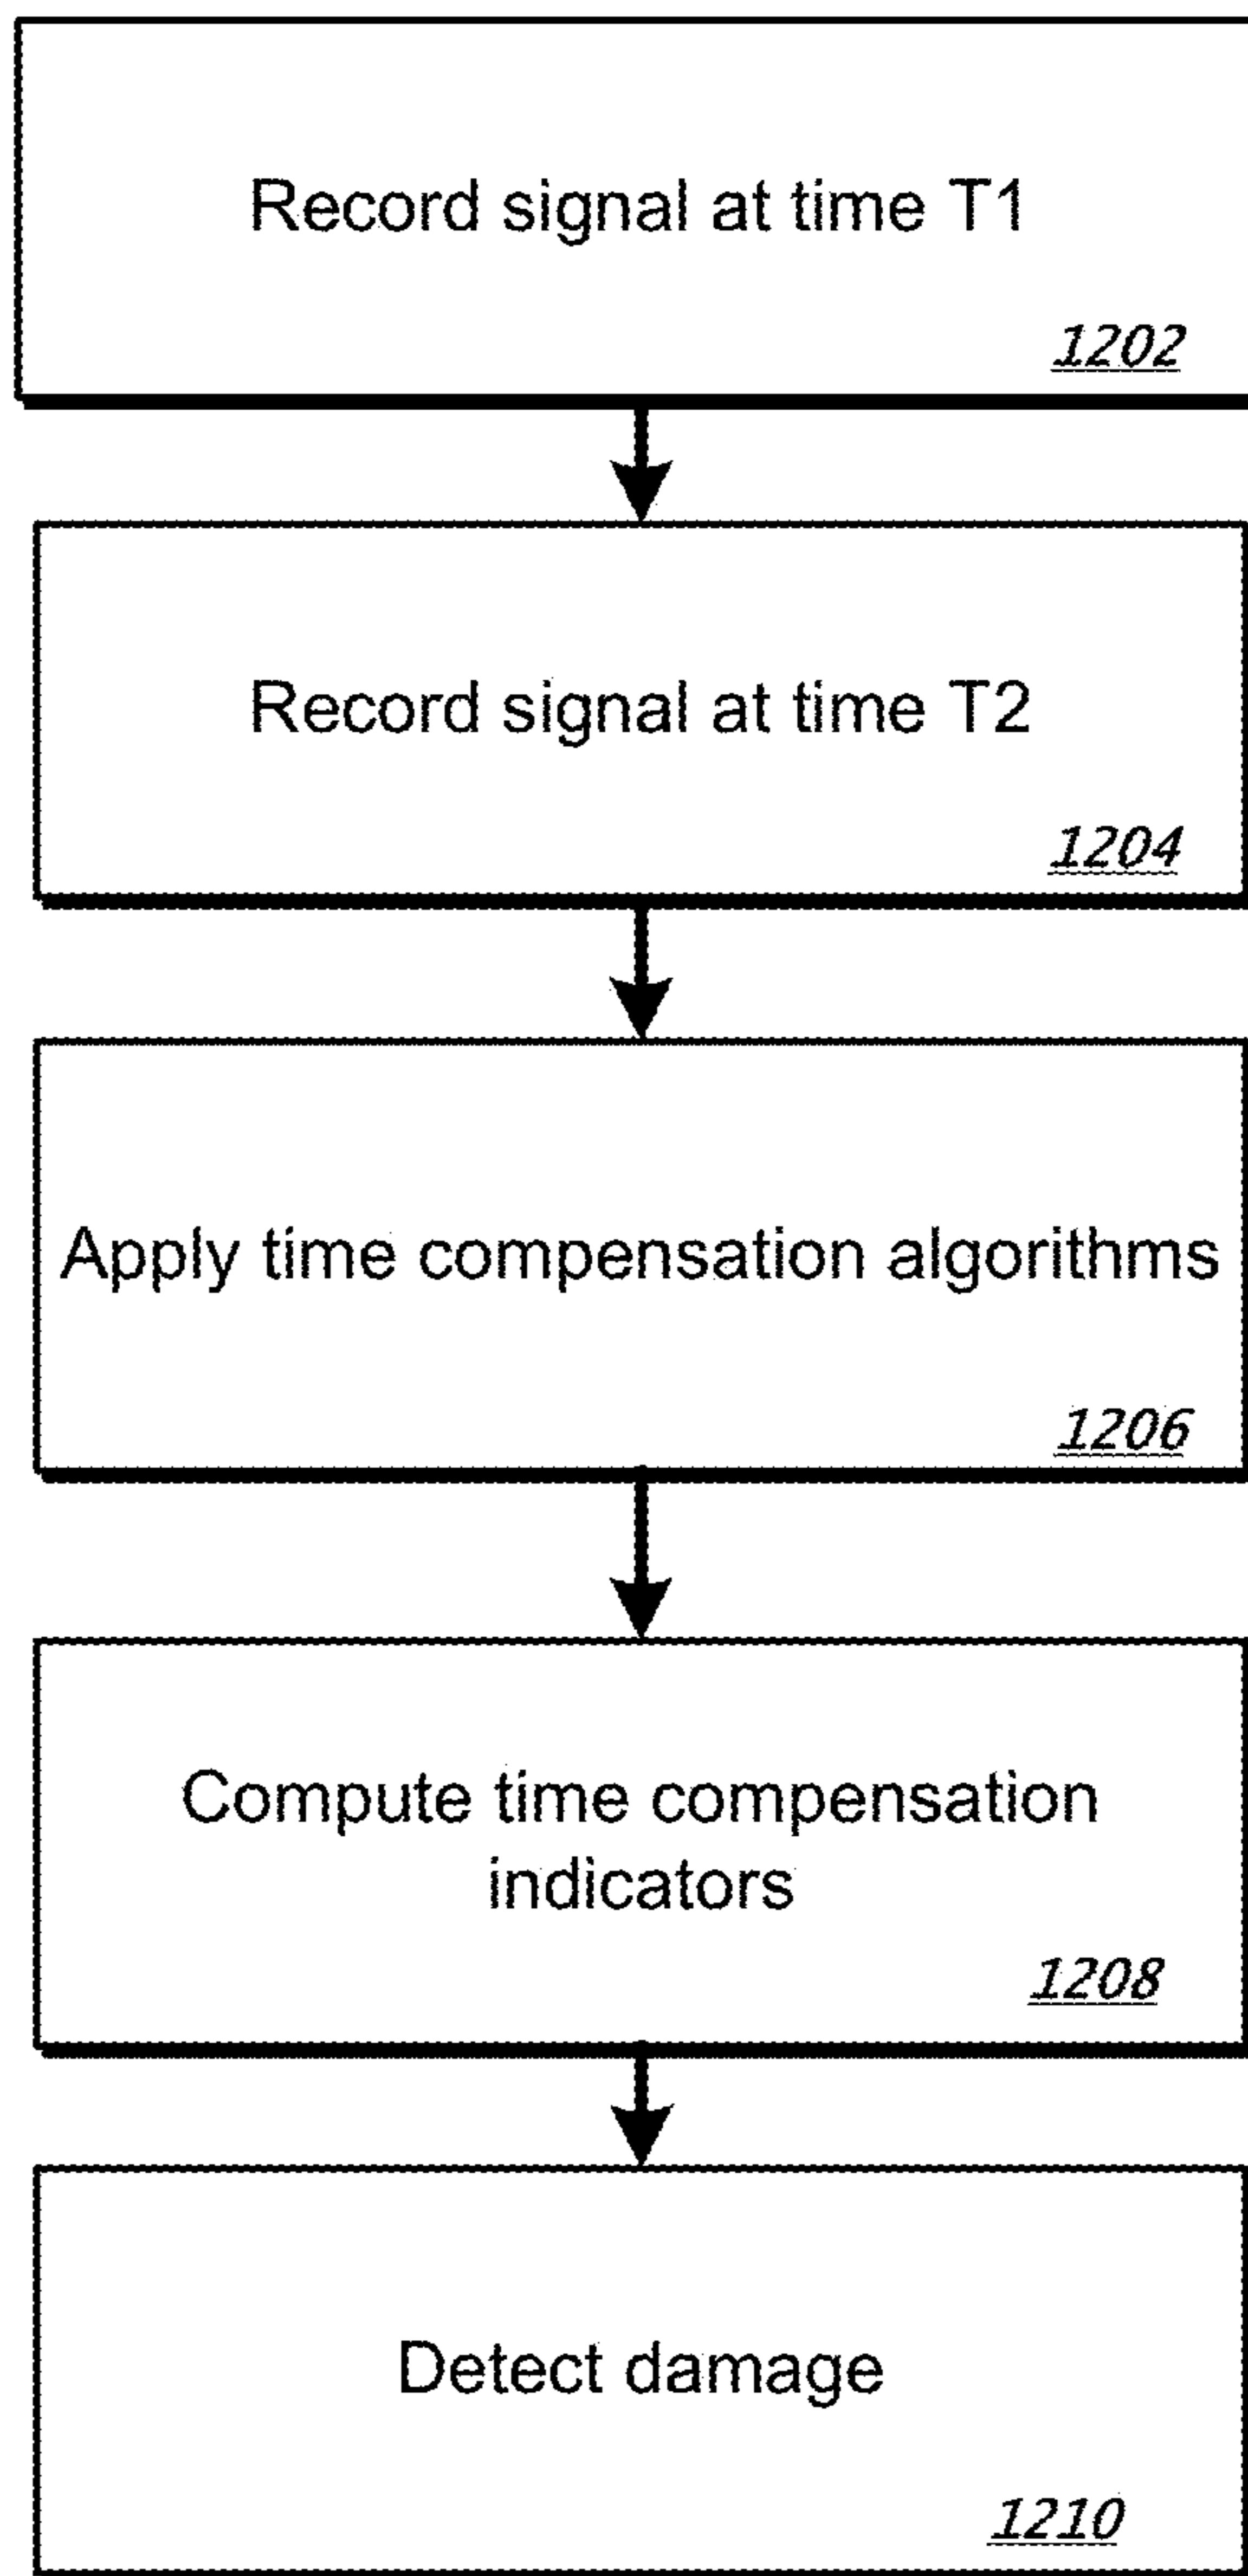 Record signal at time T1
1202
Record signal at time T2
1204
Apply time compensation algorithms
1206
Compute time compensation
indicators
1208
Detect damage
1210